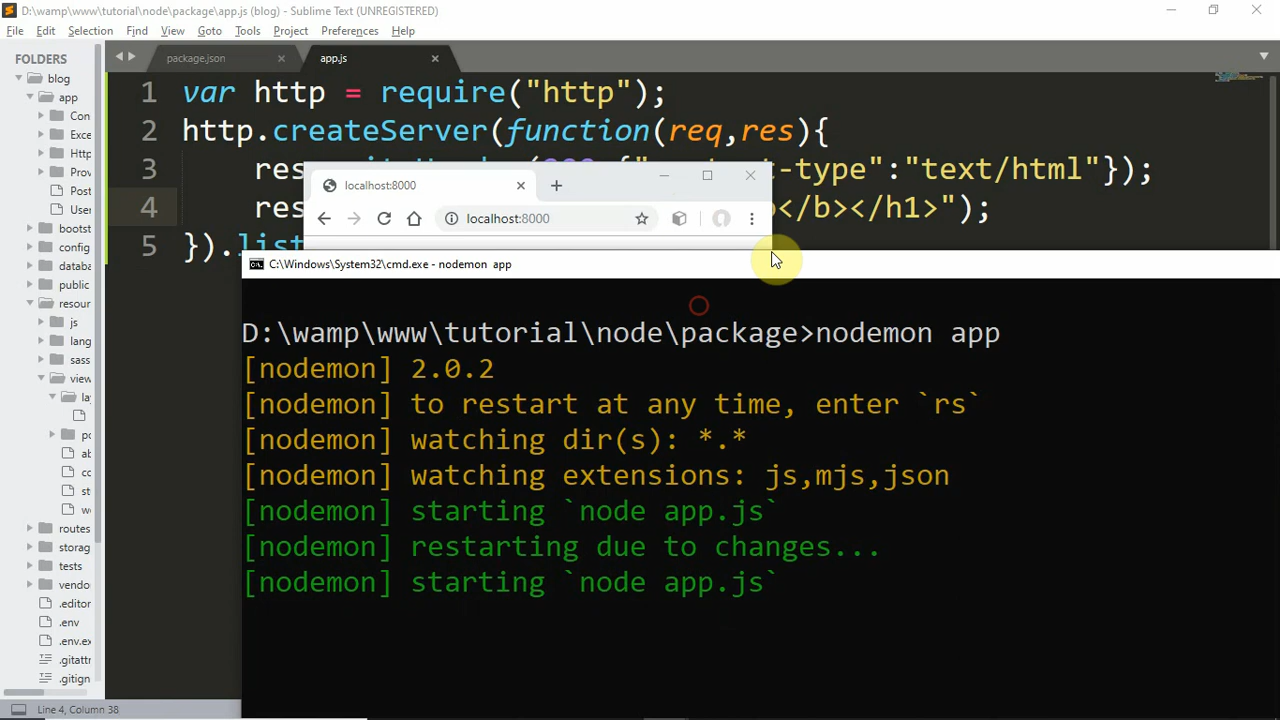 D:\wamp\www\tutorial\node\package\app.js (blog) - Sublime Text (UNREGISTERED)
File Edit Selection Find View Goto Tools Project Preferences Help
FOLDERS
blog
app
Con
Exce
Http
Prov
Post
User
bootst
config
databa
public
resour
js
lang
sass
view
la
po
ab
co
st
we
routes
storag
tests
vendo
.editor
.env
.env.ex
.gitattr
.gitign
package.json
app.js
1 var http = require("http");
2 http.createServer(function(req,res){
3 res -type":"text/html"});
4 res </b></h1>");
5 }).list
localhost:8000
localhost:8000
C:\Windows\System32\cmd.exe - nodemon app
D:\wamp\www\tutorial\node\package>nodemon app
[nodemon] 2.0.2
[nodemon] to restart at any time, enter `rs`
[nodemon] watching dir(s): *.*
[nodemon] watching extensions: js,mjs,json
[nodemon] starting `node app.js`
[nodemon] restarting due to changes...
[nodemon] starting `node app.js`
Line 4, Column 38